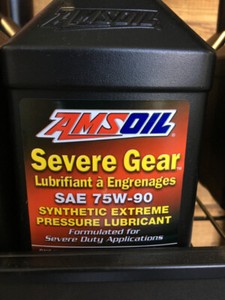 AMSOIL
Severe Gear
Lubrifiant à Engrenages
SAE 75W-90
SYNTHETIC EXTREME
PRESSURE LUBRICANT
Formulated for
Severe Duty Applications